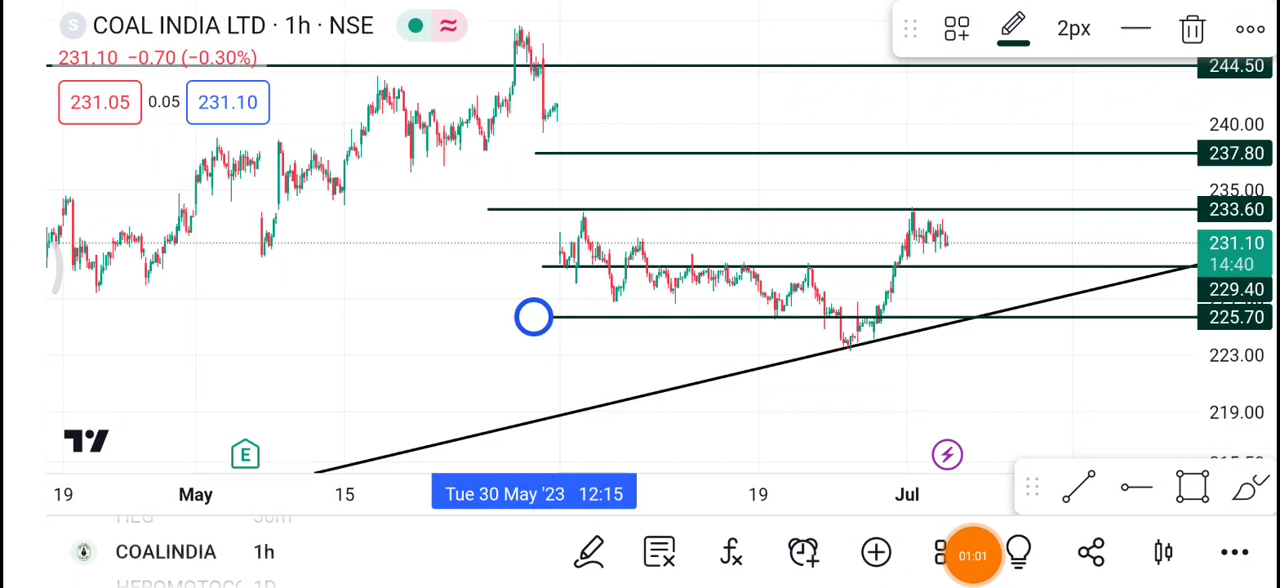 S COAL INDIA LTD · 1h · NSE
2px
231.10 −0.70 (−0.30%)
231.05 0.05 231.10
244.50
240.00
237.80
235.00
233.60
231.10
14:40
229.40
225.70
223.00
219.00
E
19 May 15 Tue 30 May '23 12:15 19 Jul
COALINDIA 1h
01:01